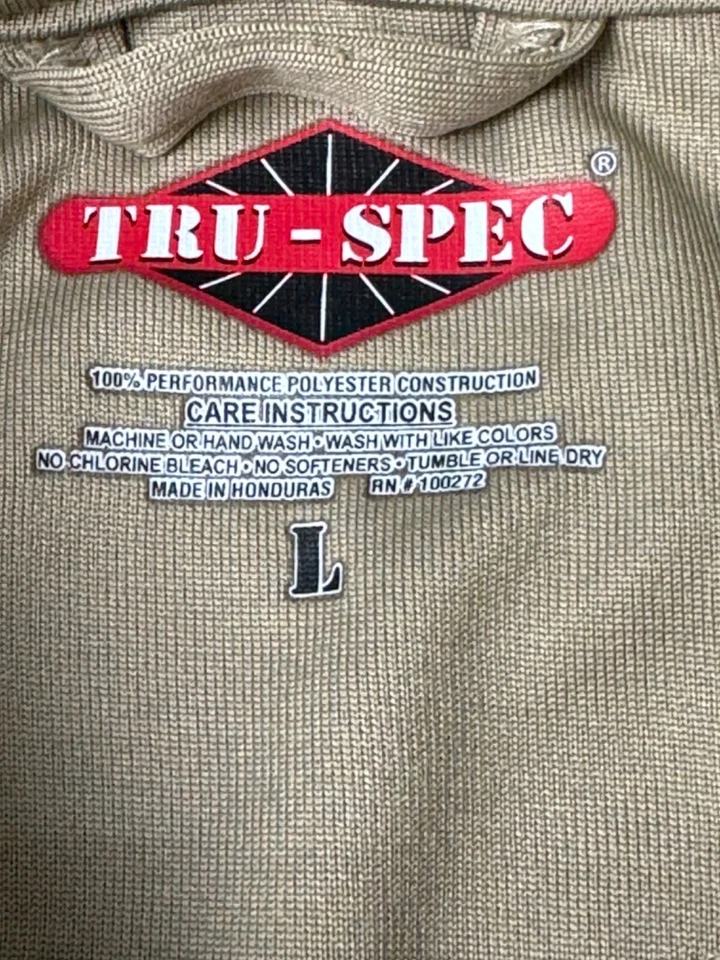 TRU-SPEC ®
100% PERFORMANCE POLYESTER CONSTRUCTION
CARE INSTRUCTIONS
MACHINE OR HAND WASH • WASH WITH LIKE COLORS
NO CHLORINE BLEACH • NO SOFTENERS • TUMBLE OR LINE DRY
MADE IN HONDURAS RN # 100272
L